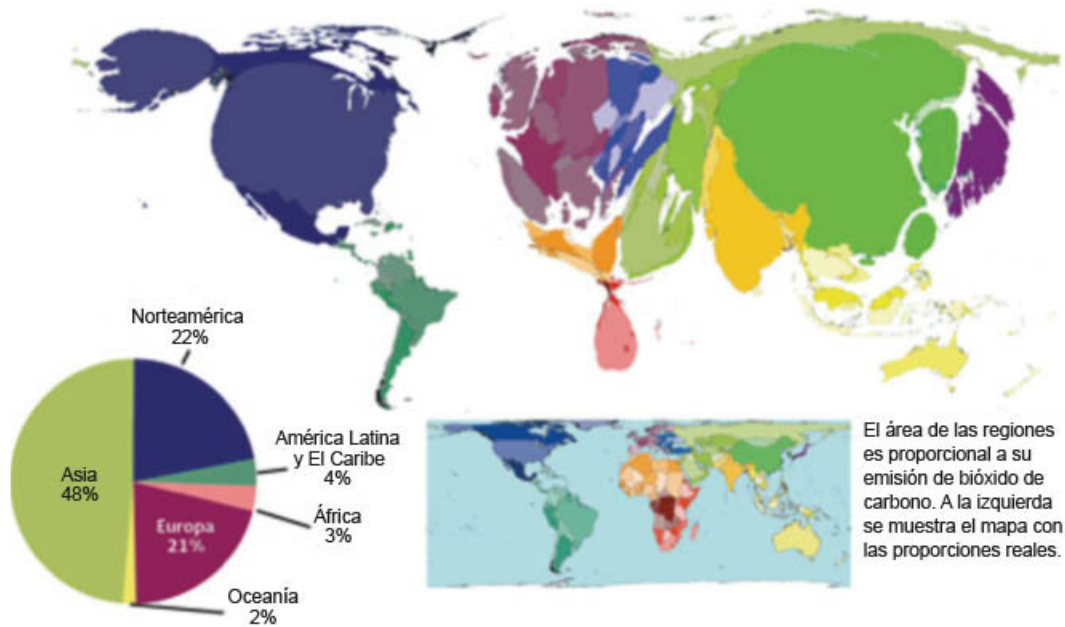 Norteamérica
22%
América Latina
y El Caribe
4%
Asia
48%
África
3%
Europa
21%
Oceanía
2%
El área de las regiones
es proporcional a su
emisión de bióxido de
carbono. A la izquierda
se muestra el mapa con
las proporciones reales.